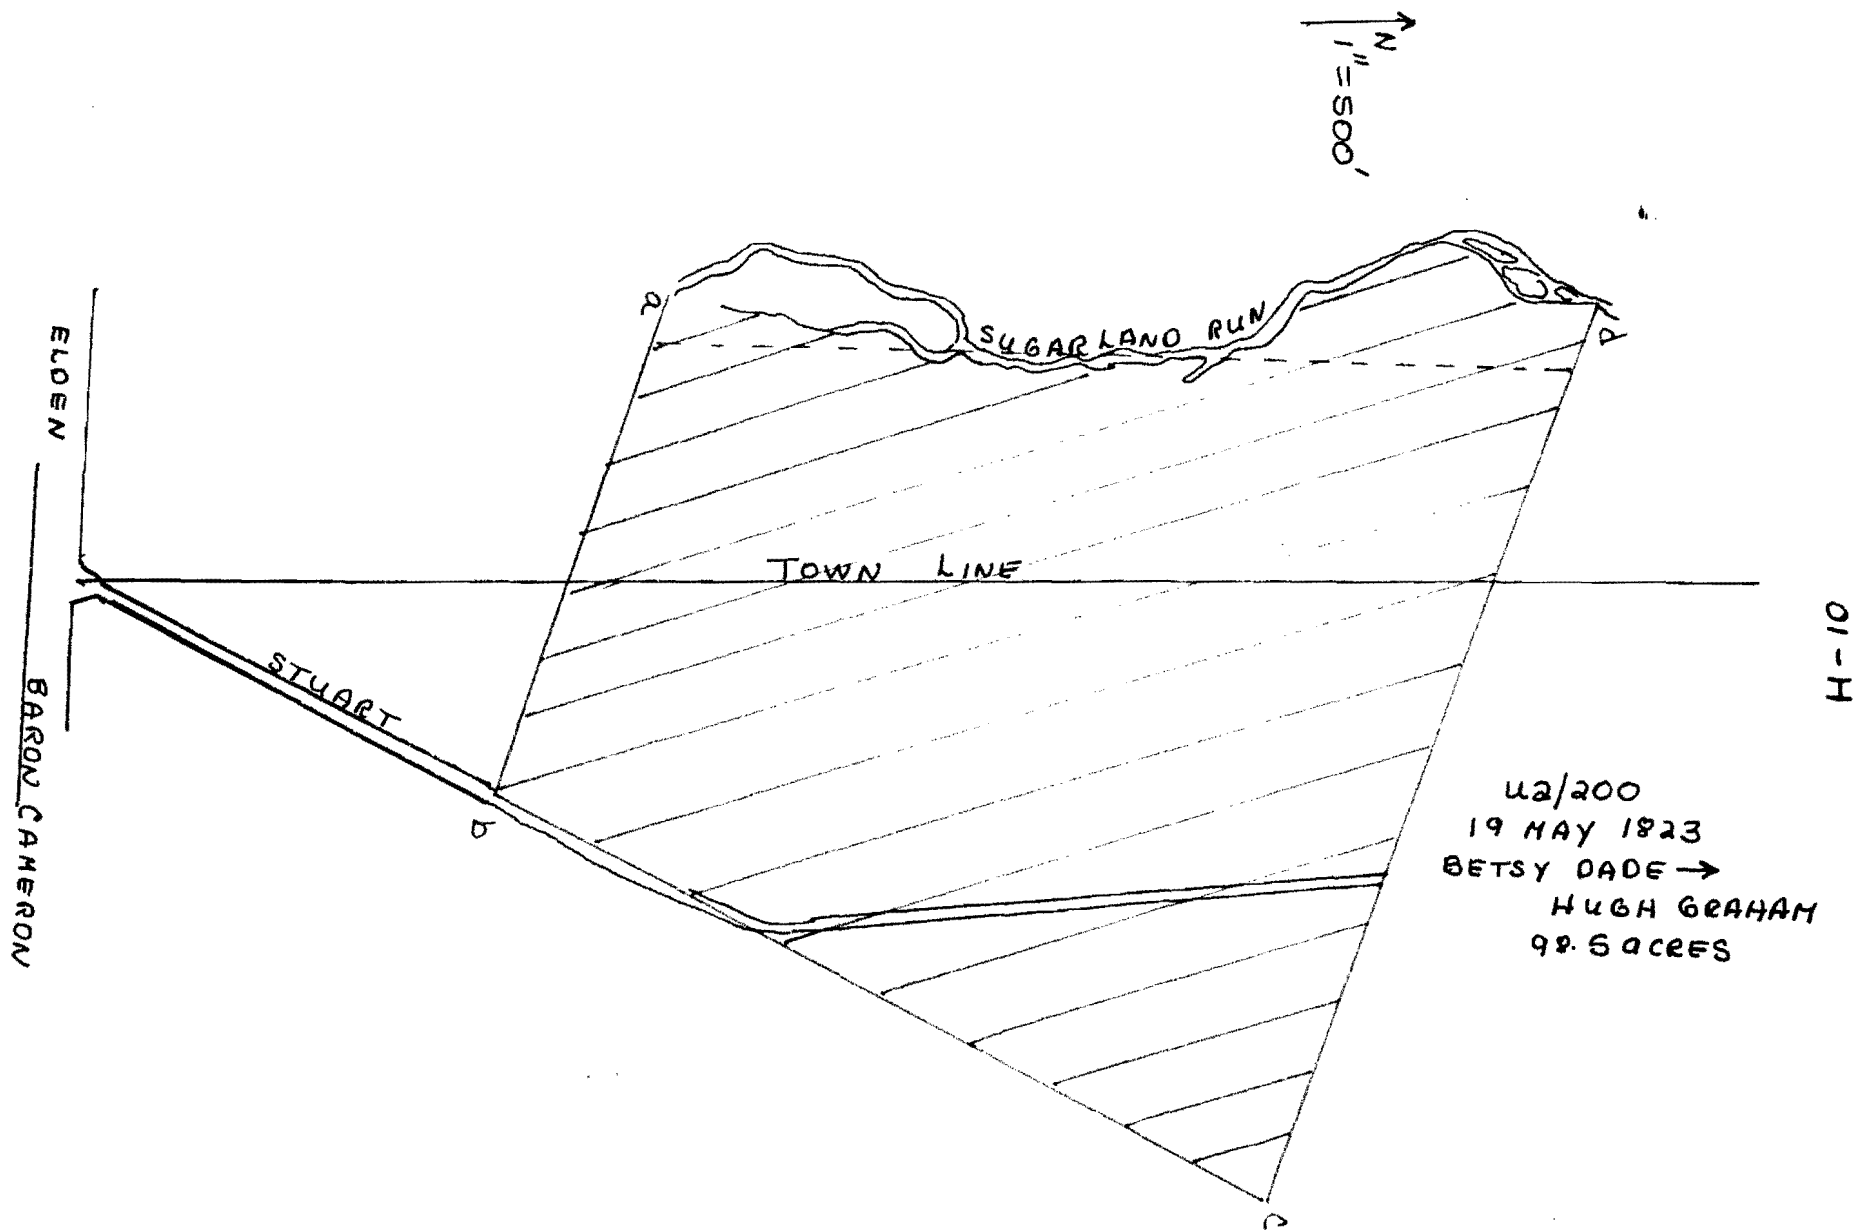 N
1"=500'
a
SUGARLAND RUN
d
ELDEN
TOWN LINE
STUART
BARON CAMERON
b
c
H-10
U2/200
19 MAY 1823
BETSY DADE →
HUGH GRAHAM
98.5 ACRES